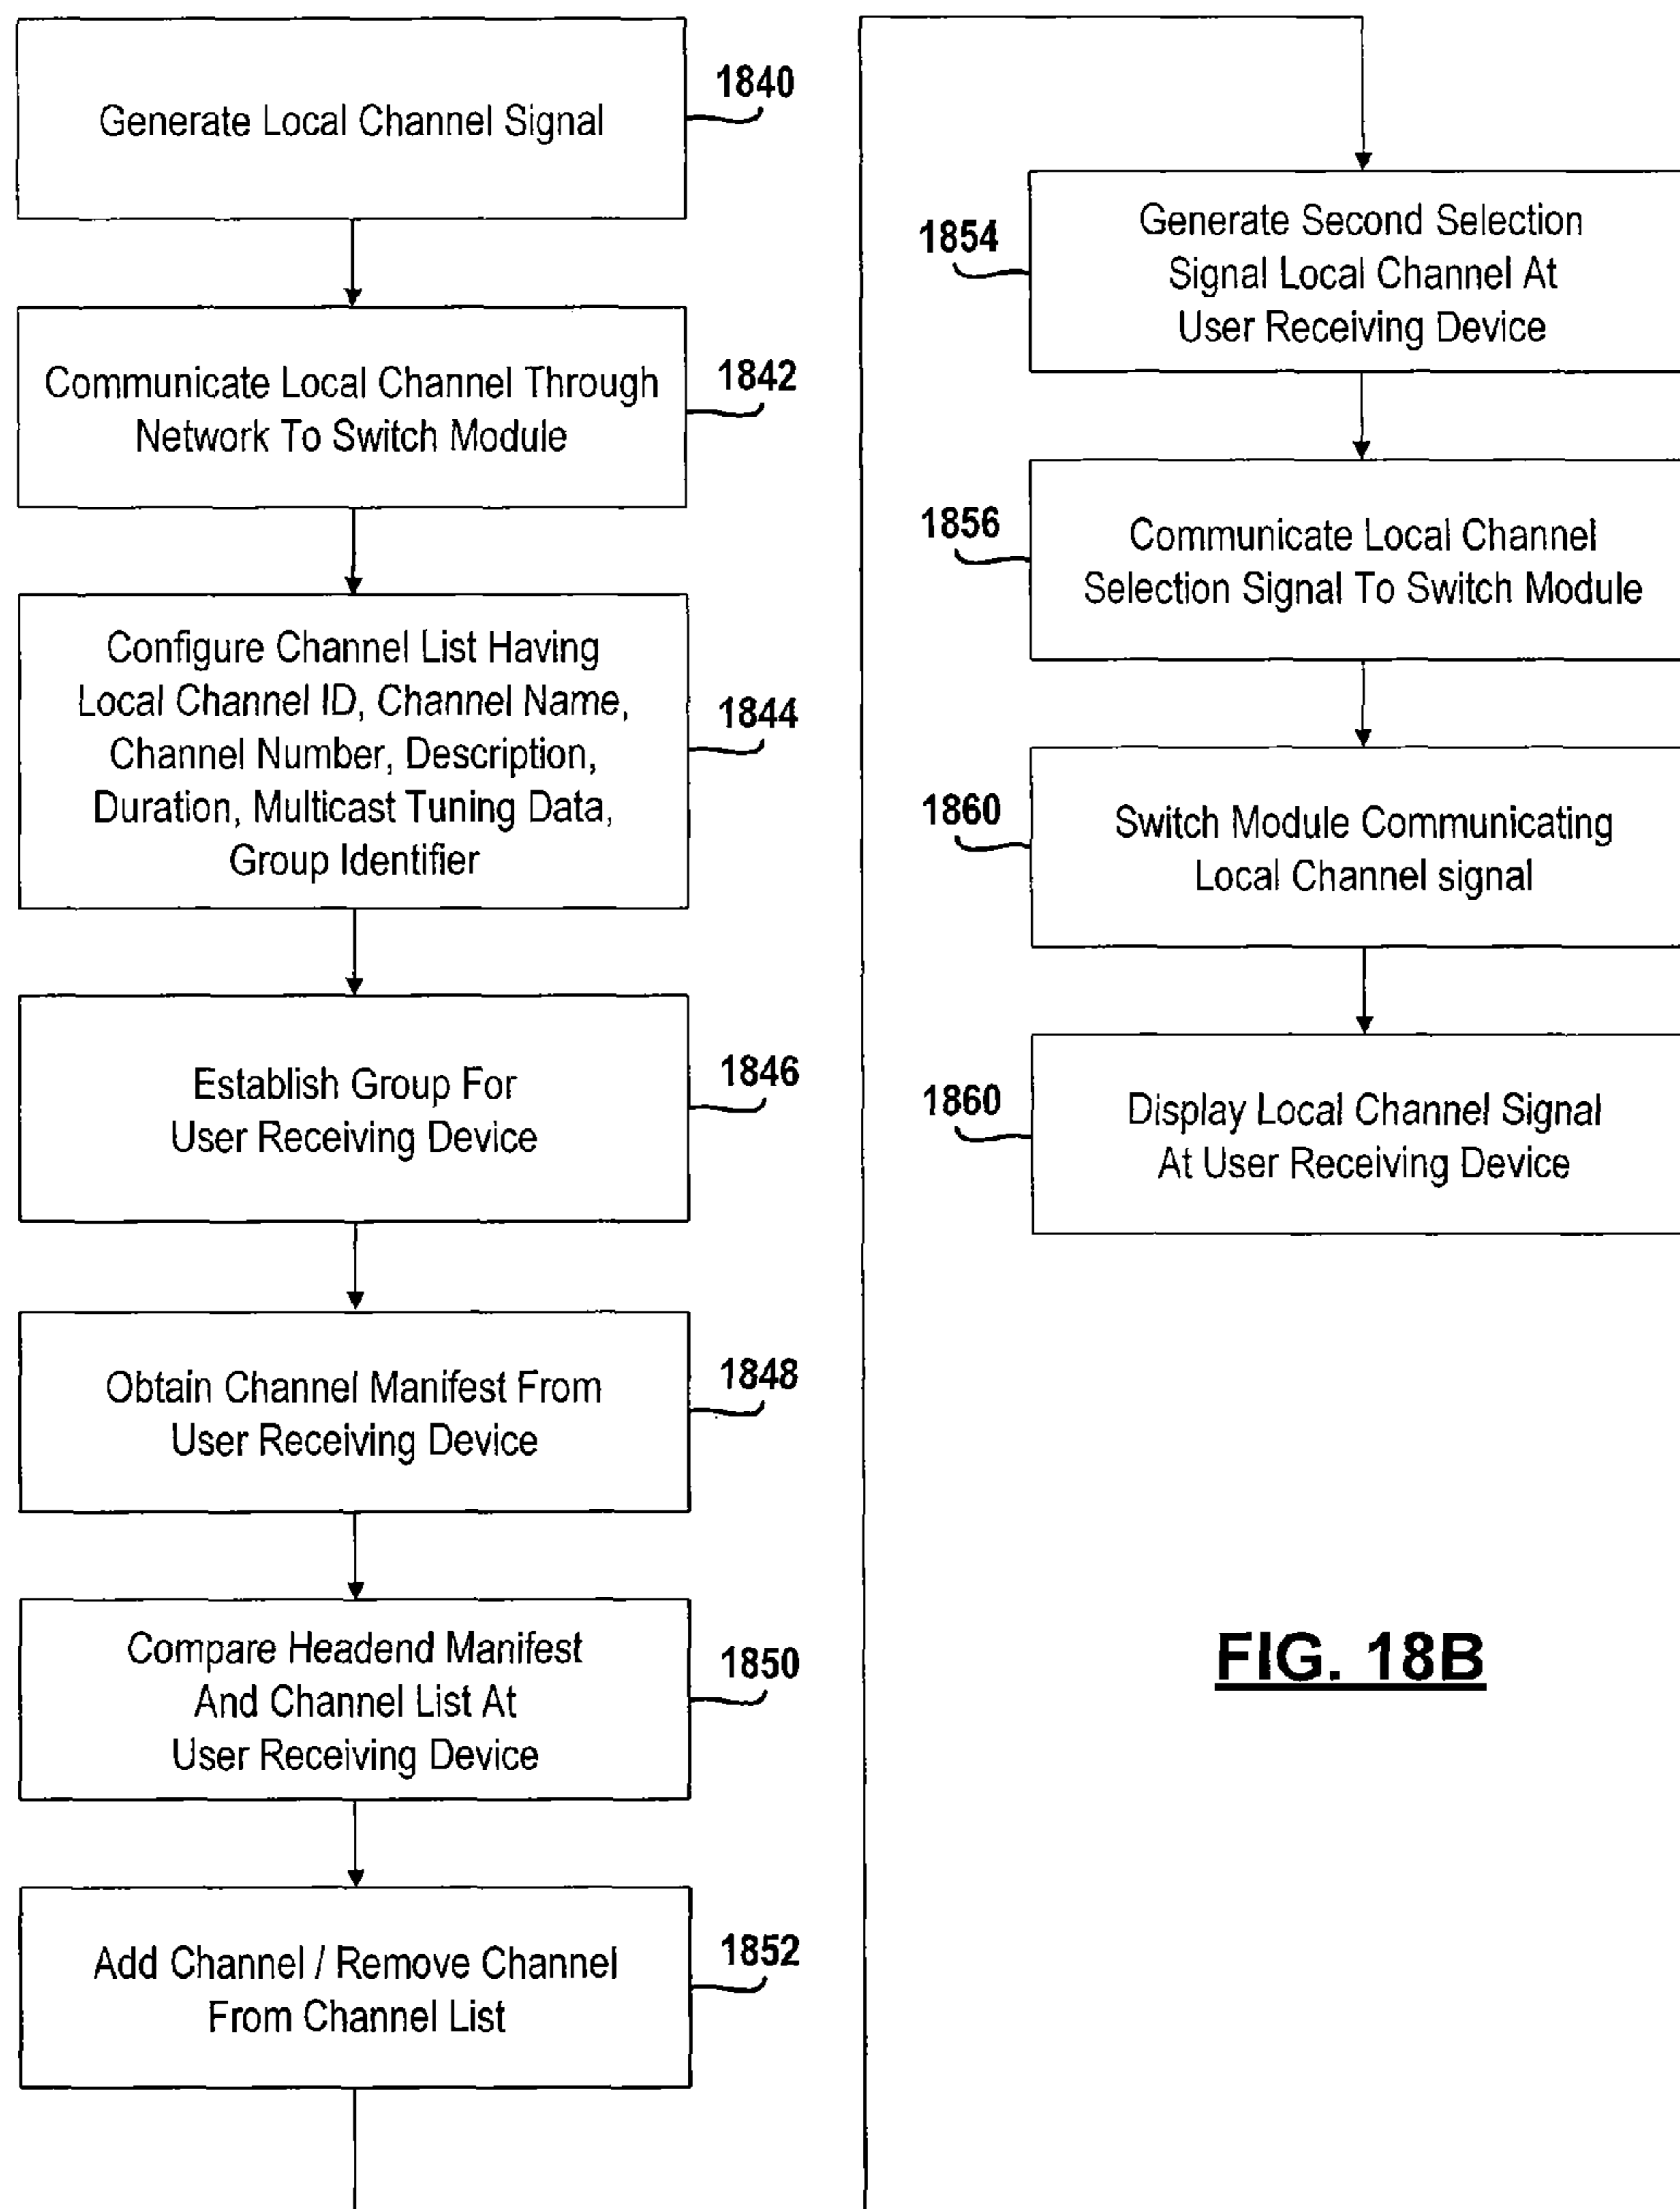 Generate Local Channel Signal
1840
Communicate Local Channel Through
Network To Switch Module
1842
Configure Channel List Having
Local Channel ID, Channel Name,
Channel Number, Description,
Duration, Multicast Tuning Data,
Group Identifier
1844
Establish Group For
User Receiving Device
1846
Obtain Channel Manifest From
User Receiving Device
1848
Compare Headend Manifest
And Channel List At
User Receiving Device
1850
Add Channel / Remove Channel
From Channel List
1852
Generate Second Selection
Signal Local Channel At
User Receiving Device
1854
Communicate Local Channel
Selection Signal To Switch Module
1856
Switch Module Communicating
Local Channel signal
1860
Display Local Channel Signal
At User Receiving Device
1860
FIG. 18B